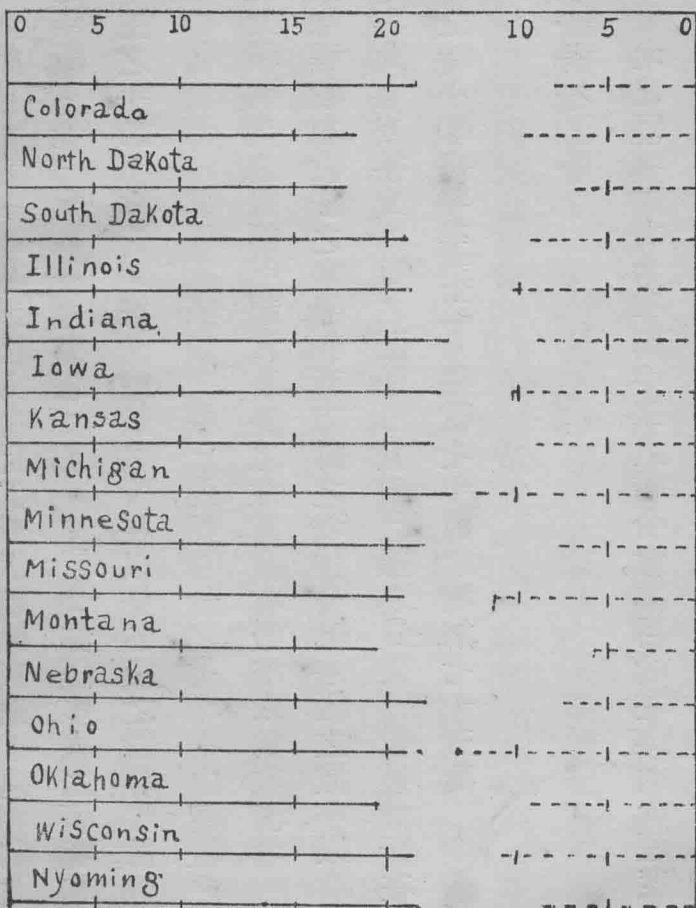 0 5 10 15 20 10 5 0
Colorado
North Dakota
South Dakota
Illinois
Indiana
Iowa
Kansas
Michigan
Minnesota
Missouri
Montana
Nebraska
Ohio
Oklahoma
Wisconsin
Nyoming